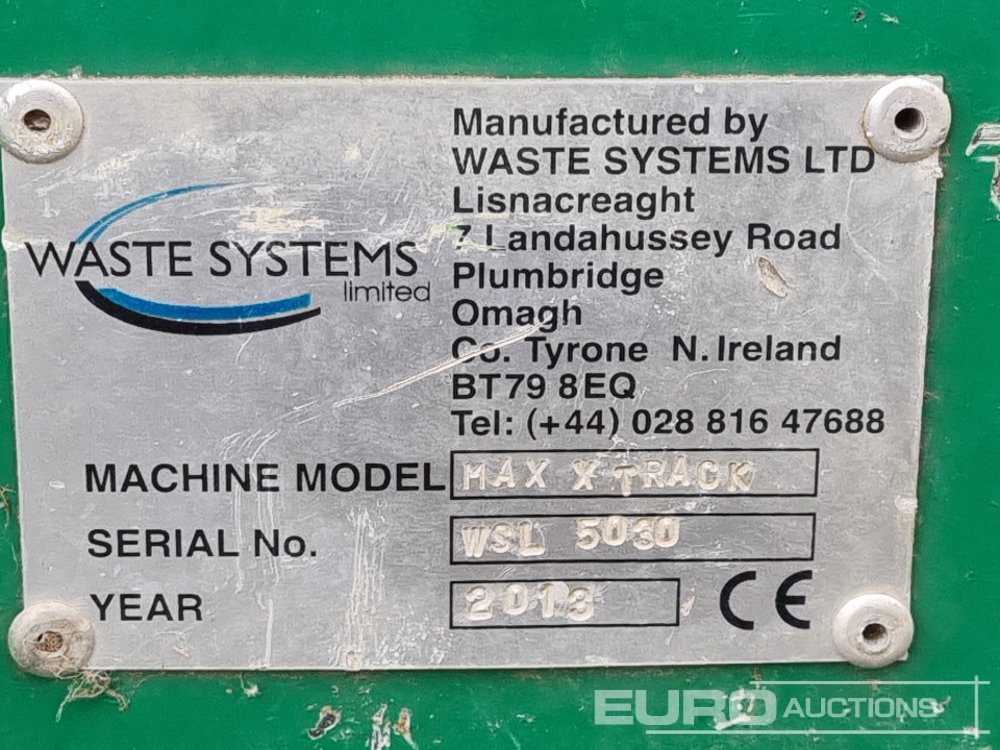 WASTE SYSTEMS
limited
Manufactured by
WASTE SYSTEMS LTD
Lisnacreaght
7 Landahussey Road
Plumbridge
Omagh
Co. Tyrone N. Ireland
BT79 8EQ
Tel: (+44) 028 816 47688
MACHINE MODEL MAX X TRACK
SERIAL No. WSL 5030
YEAR 2013 CE
EURO AUCTIONS